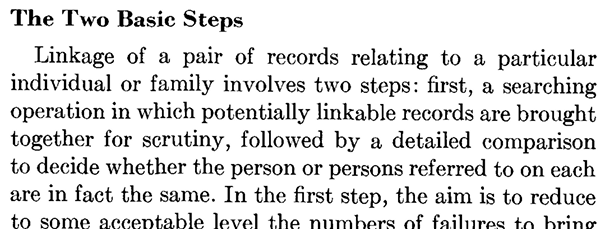 The Two Basic Steps
Linkage of a pair of records relating to a particular
individual or family involves two steps: first, a searching
operation in which potentially linkable records are brought
together for scrutiny, followed by a detailed comparison
to decide whether the person or persons referred to on each
are in fact the same. In the first step, the aim is to reduce
to some acceptable level the numbers of failures to bring